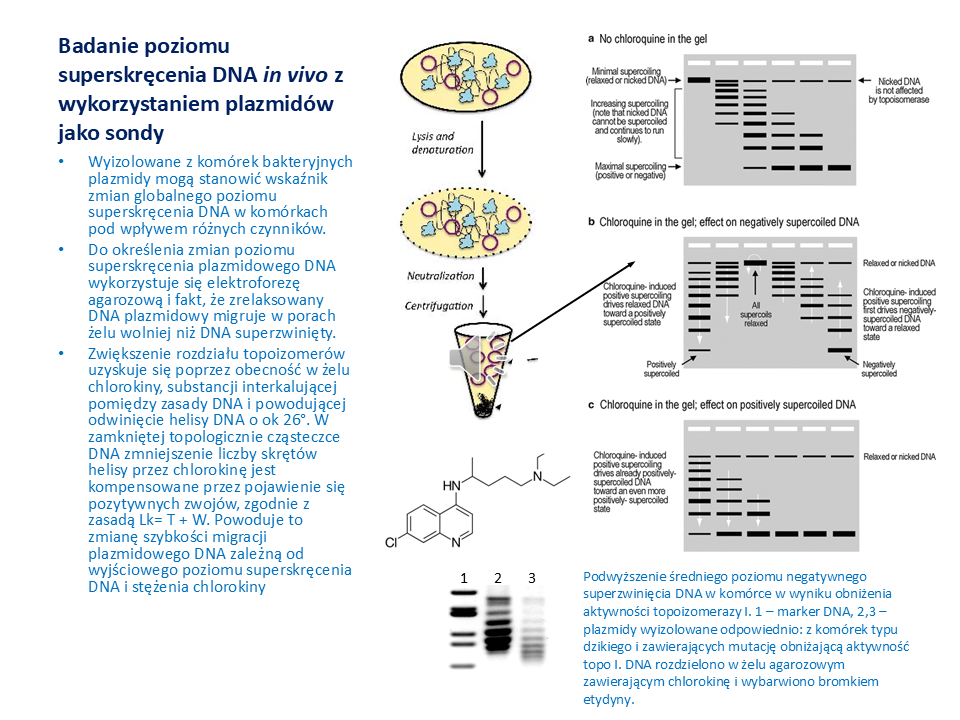 Badanie poziomu
superskręcenia DNA in vivo z
wykorzystaniem plazmidów
jako sondy
• Wyizolowane z komórek bakteryjnych
plazmidy mogą stanowić wskaźnik
zmian globalnego poziomu
superskręcenia DNA w komórkach
pod wpływem różnych czynników.
• Do określenia zmian poziomu
superskręcenia plazmidowego DNA
wykorzystuje się elektroforezę
agarozową i fakt, że zrelaksowany
DNA plazmidowy migruje w porach
żelu wolniej niż DNA superzwinięty.
• Zwiększenie rozdziału topoizomerów
uzyskuje się poprzez obecność w żelu
chlorokiny, substancji interkalującej
pomiędzy zasady DNA i powodującej
odwinięcie helisy DNA o ok 26°. W
zamkniętej topologicznie cząsteczce
DNA zmniejszenie liczby skrętów
helisy przez chlorokinę jest
kompensowane przez pojawienie się
pozytywnych zwojów, zgodnie z
zasadą Lk= T + W. Powoduje to
zmianę szybkości migracji
plazmidowego DNA zależną od
wyjściowego poziomu superskręcenia
DNA i stężenia chlorokiny
Lysis and
denaturation
Neutralization
Centrifugation
HN
N
Cl
N
a No chloroquine in the gel
Minimal supercoiling
(relaxed or nicked DNA)
Increasing supercoiling
(note that nicked DNA
cannot be supercoiled
and continues to run
slowly).
Maximal supercoiling
(positive or negative)
Nicked DNA
is not affected
by topoisomerase
b Chloroquine in the gel; effect on negatively supercoiled DNA
Chloroquine- induced
positive supercoiling
drives relaxed DNA
toward a positively
supercoiled state
Positively
supercoiled
All
supercoils
relaxed
Relaxed or nicked DNA
Chloroquine- induced
positive supercoiling
first drives negatively-
supercoiled DNA
toward a relaxed
state
Negatively
supercoiled
c Chloroquine in the gel; effect on positively supercoiled DNA
Chloroquine- induced
positive supercoiling
drives already positively-
supercoiled DNA
toward an even more
positively- supercoiled
state
Relaxed or nicked DNA
1 2 3
Podwyższenie średniego poziomu negatywnego
superzwinięcia DNA w komórce w wyniku obniżenia
aktywności topoizomerazy I. 1 – marker DNA, 2,3 –
plazmidy wyizolowane odpowiednio: z komórek typu
dzikiego i zawierających mutację obniżającą aktywność
topo I. DNA rozdzielono w żelu agarozowym
zawierającym chlorokinę i wybarwiono bromkiem
etydyny.